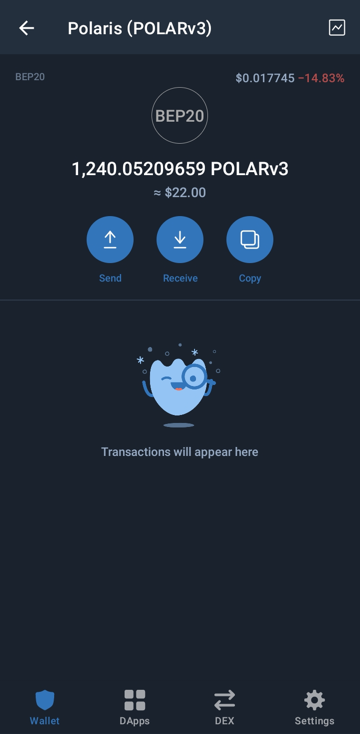 Polaris (POLARv3)
BEP20
$0.017745 −14.83%
BEP20
1,240.05209659 POLARv3
≈ $22.00
Send
Receive
Copy
Transactions will appear here
Wallet
DApps
DEX
Settings